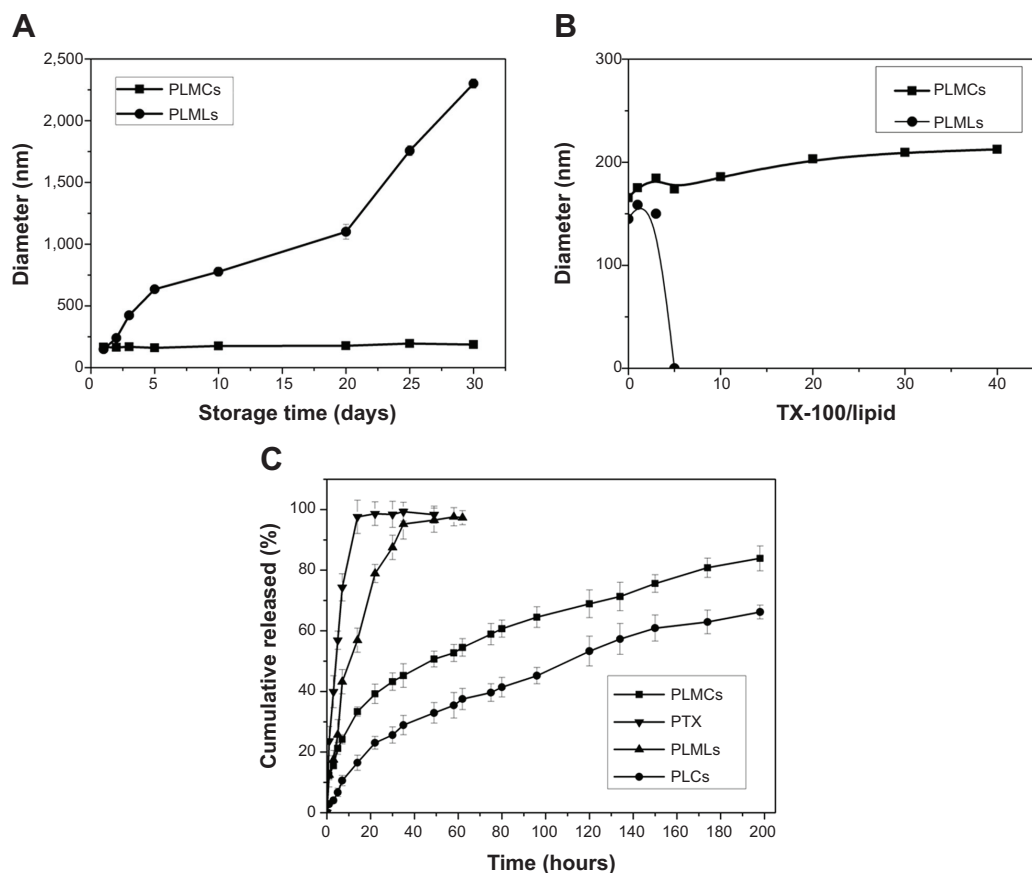 A
2,500
2,000
1,500
1,000
500
0
0 5 10 15 20 25 30
Diameter (nm)
Storage time (days)
PLMCs
PLMLs
B
300
200
100
0
0 10 20 30 40
Diameter (nm)
TX-100/lipid
PLMCs
PLMLs
C
100
80
60
40
20
0
0 20 40 60 80 100 120 140 160 180 200
Cumulative released (%)
Time (hours)
PLMCs
PTX
PLMLs
PLCs